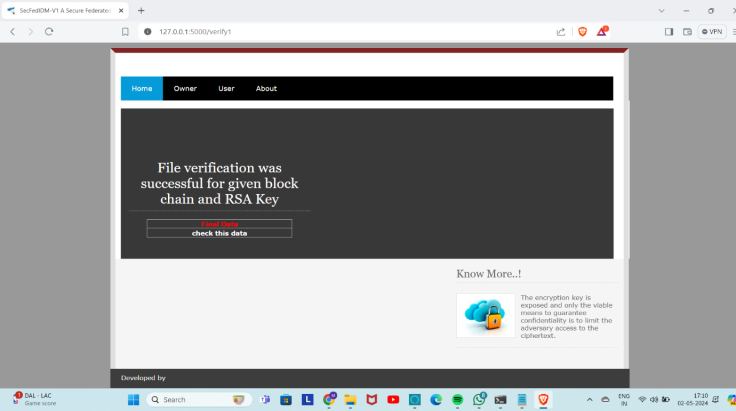 SecFedIDM-V1 A Secure Federated
127.0.0.1:5000/verify1
VPN
Home Owner User About
File verification was
successful for given block
chain and RSA Key
Final Data
check this data
Know More..!
The encryption key is
exposed and only the viable
means to guarantee
confidentiality is to limit the
adversary access to the
ciphertext.
Developed by
DAL - LAC
Game score
Search
ENG
IN
17:10
02-05-2024